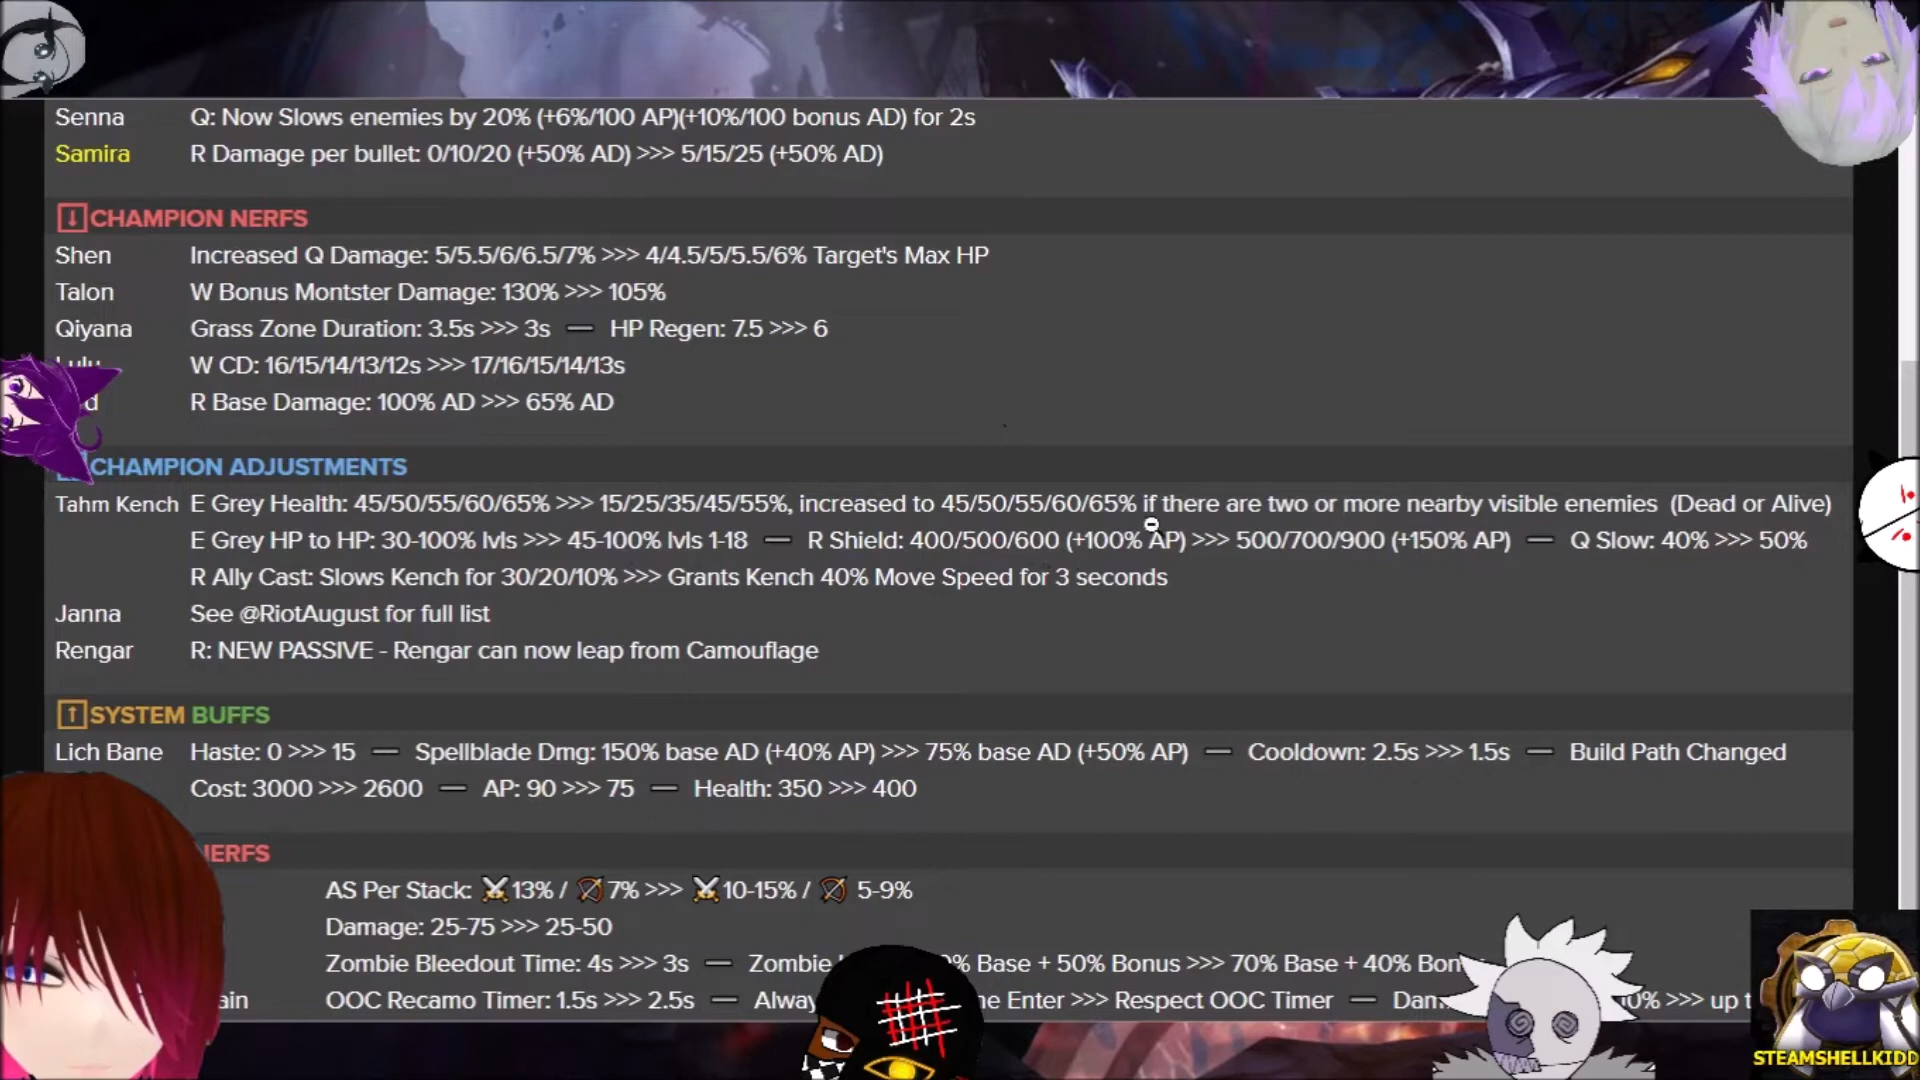 Senna Q: Now Slows enemies by 20% (+6%/100 AP)(+10%/100 bonus AD) for 2s
Samira R Damage per bullet: 0/10/20 (+50% AD) >>> 5/15/25 (+50% AD)
CHAMPION NERFS
Shen Increased Q Damage: 5/5.5/6/6.5/7% >>> 4/4.5/5/5.5/6% Target's Max HP
Talon W Bonus Montster Damage: 130% >>> 105%
Qiyana Grass Zone Duration: 3.5s >>> 3s — HP Regen: 7.5 >>> 6
Lulu W CD: 16/15/14/13/12s >>> 17/16/15/14/13s
R Base Damage: 100% AD >>> 65% AD
CHAMPION ADJUSTMENTS
Tahm Kench E Grey Health: 45/50/55/60/65% >>> 15/25/35/45/55%, increased to 45/50/55/60/65% if there are two or more nearby visible enemies (Dead or Alive)
E Grey HP to HP: 30-100% lvls >>> 45-100% lvls 1-18 — R Shield: 400/500/600 (+100% AP) >>> 500/700/900 (+150% AP) — Q Slow: 40% >>> 50%
R Ally Cast: Slows Kench for 30/20/10% >>> Grants Kench 40% Move Speed for 3 seconds
Janna See @RiotAugust for full list
Rengar R: NEW PASSIVE - Rengar can now leap from Camouflage
SYSTEM BUFFS
Lich Bane Haste: 0 >>> 15 — Spellblade Dmg: 150% base AD (+40% AP) >>> 75% base AD (+50% AP) — Cooldown: 2.5s >>> 1.5s — Build Path Changed
Cost: 3000 >>> 2600 — AP: 90 >>> 75 — Health: 350 >>> 400
NERFS
AS Per Stack: 13% / 7% >>> 10-15% / 5-9%
Damage: 25-75 >>> 25-50
Zombie Bleedout Time: 4s >>> 3s — Zombie % Base + 50% Bonus >>> 70% Base + 40%
OOC Recamo Timer: 1.5s >>> 2.5s — Enter >>> Respect OOC Timer — >>> up
STEAMSHELLKIDD